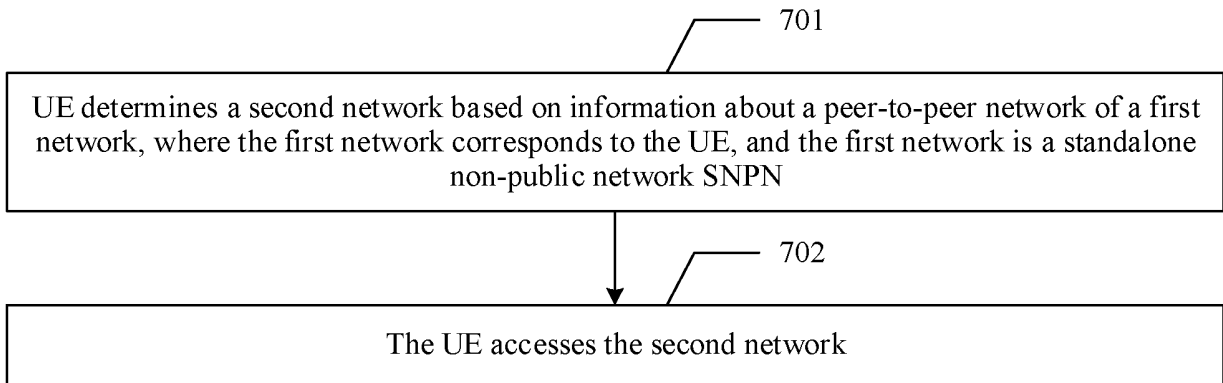 701
UE determines a second network based on information about a peer-to-peer network of a first
network, where the first network corresponds to the UE, and the first network is a standalone
non-public network SNPN
702
The UE accesses the second network